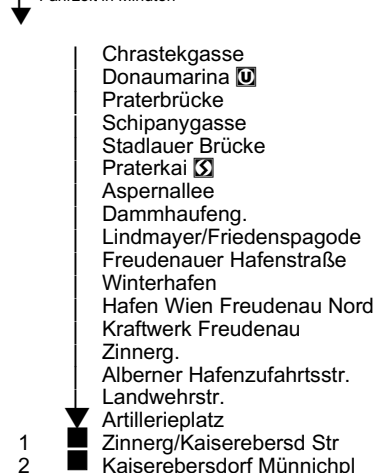 Fahrzeit in Minuten
Chrastekgasse
Donaumarina U
Praterbrücke
Schipanygasse
Stadlauer Brücke
Praterkai S
Aspernallee
Dammhaufeng.
Lindmayer/Friedenspagode
Freudenauer Hafenstraße
Winterhafen
Hafen Wien Freudenau Nord
Kraftwerk Freudenau
Zinnerg.
Alberner Hafenzufahrtsstr.
Landwehrstr.
Artillerieplatz
1 Zinnerg/Kaiserebersd Str
2 Kaiserebersdorf Münnichpl